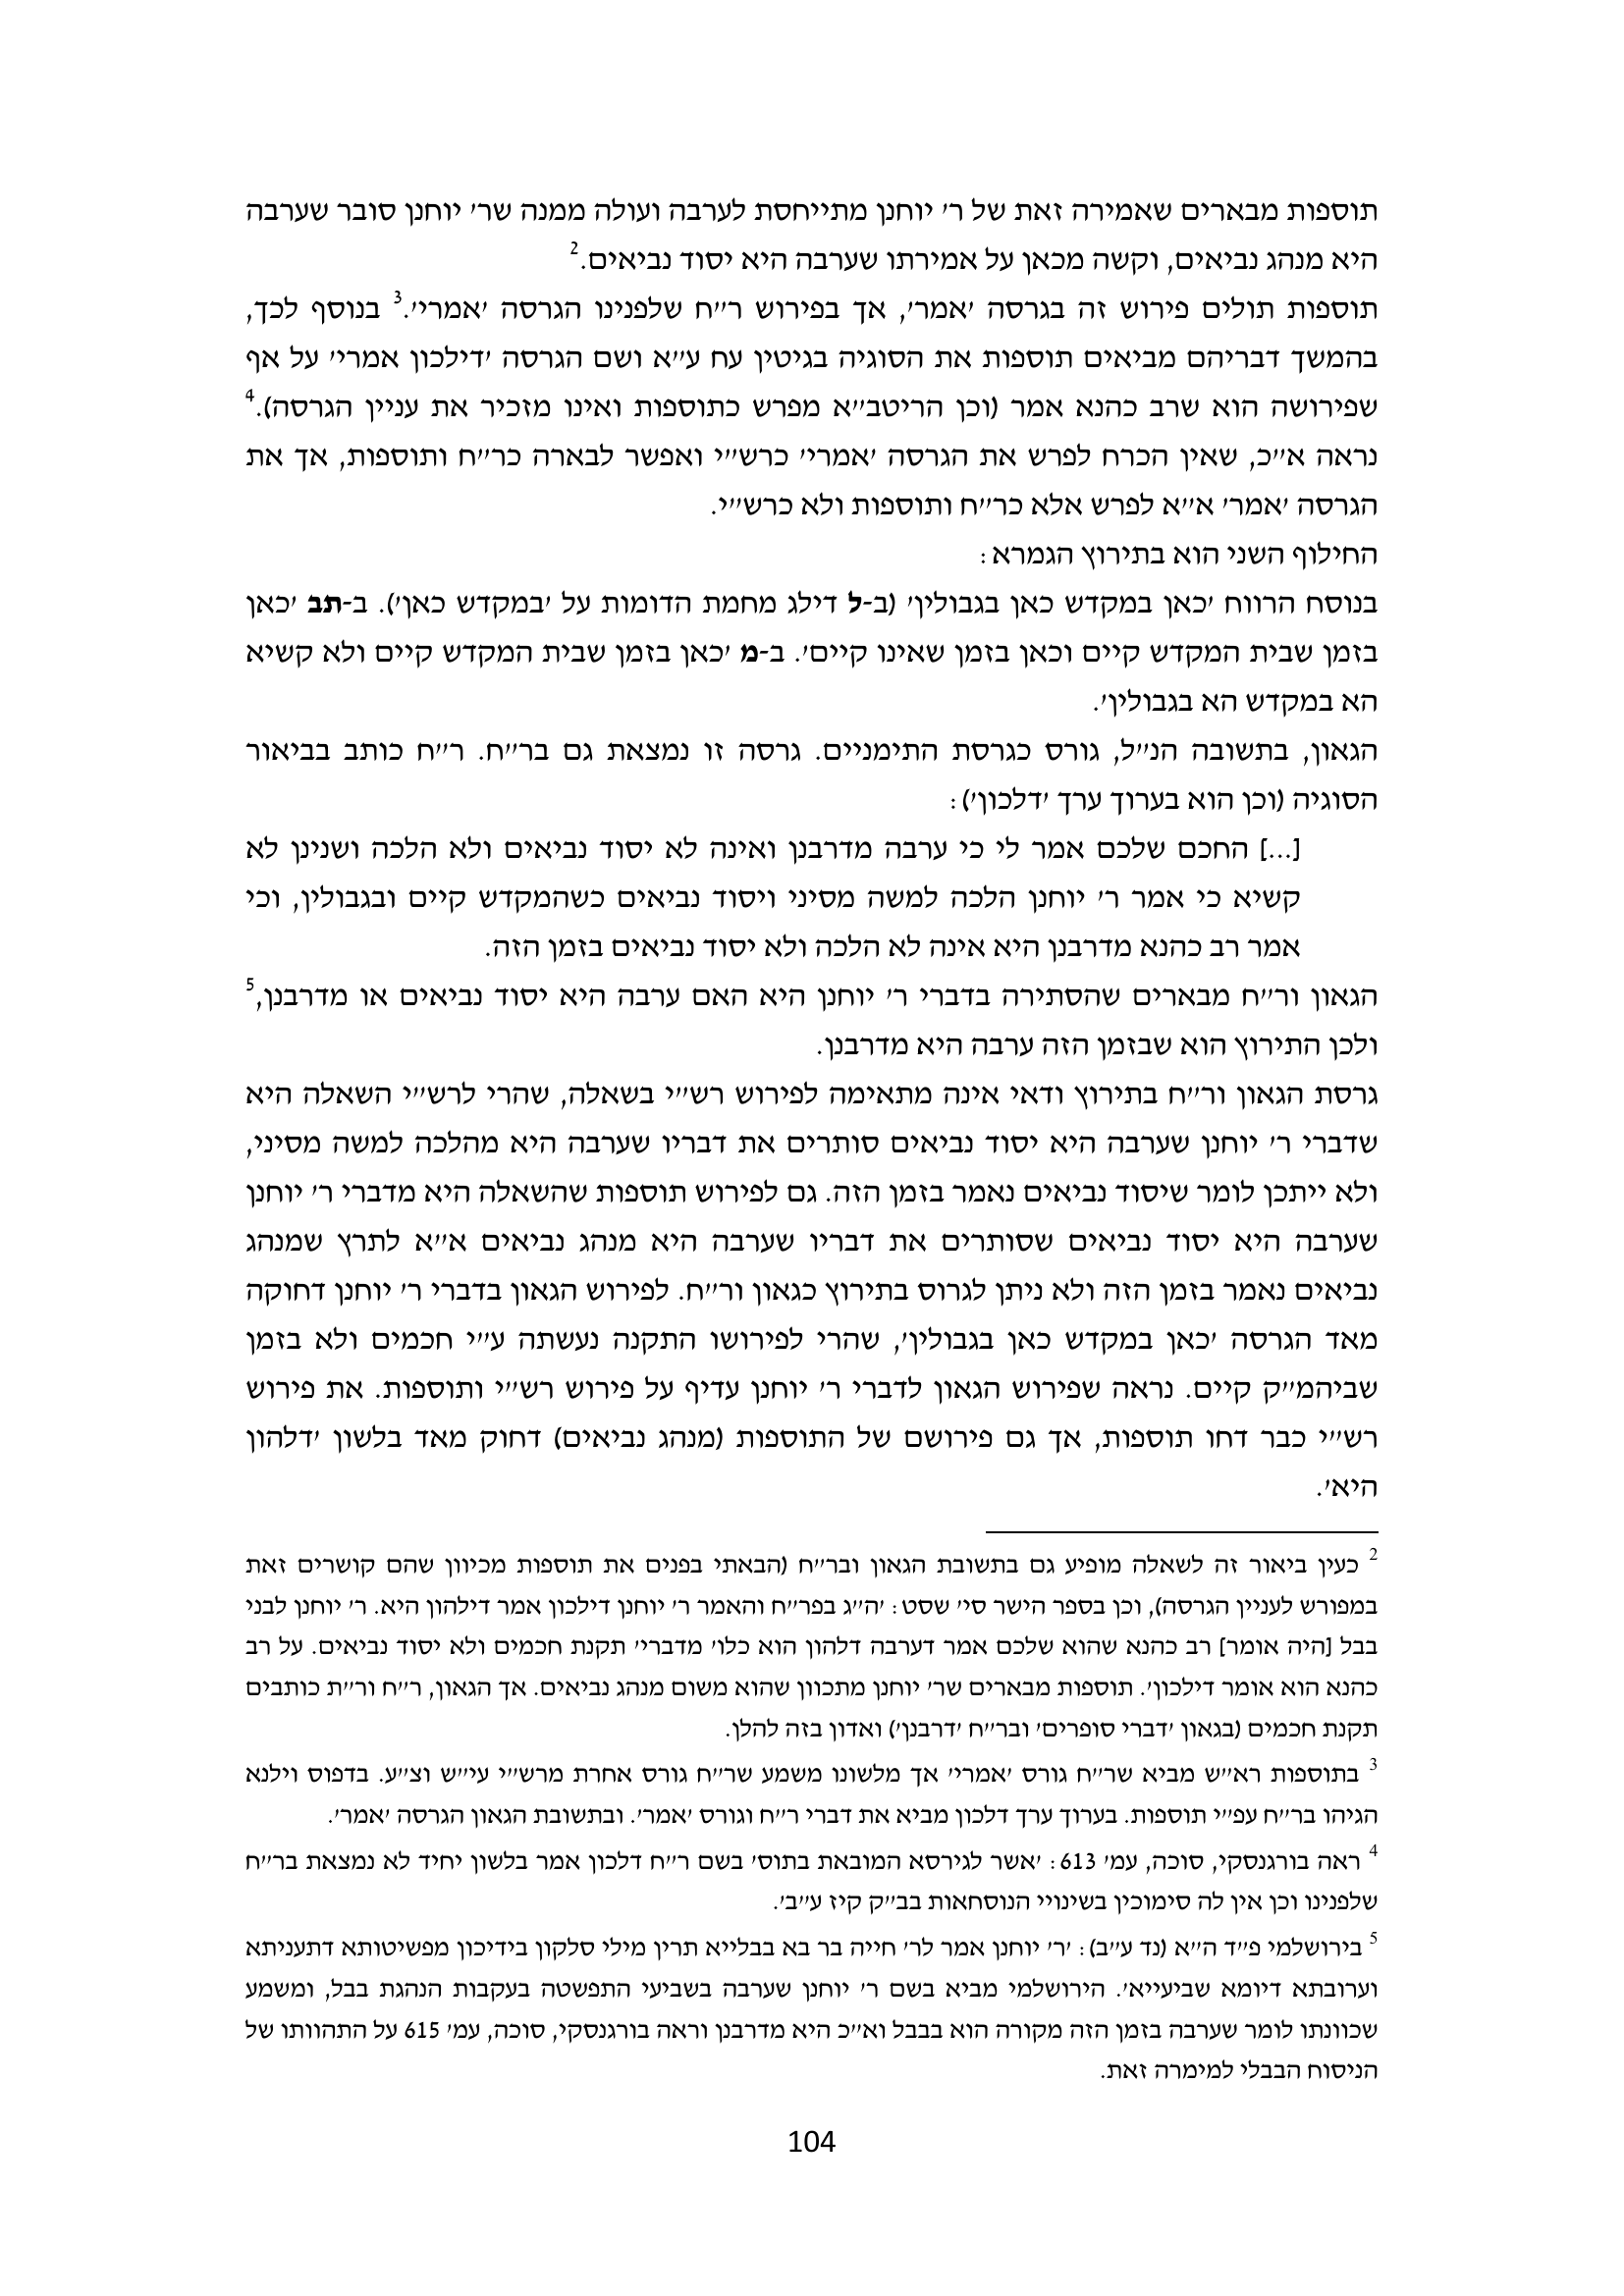 תוספות מבארים שאמירה זאת של ר' יוחנן מתייחסת לערבה ועולה ממנה שר' יוחנן סובר שערבה
היא מנהג נביאים, וקשה מכאן על אמירתו שערבה היא יסוד נביאים.2
תוספות תולים פירוש זה בגרסה 'אמר', אך בפירוש ר"ח שלפנינו הגרסה 'אמרי'.3 בנוסף לכך,
בהמשך דבריהם מביאים תוספות את הסוגיה בגיטין עח ע"א ושם הגרסה 'דילכון אמרי' על אף
שפירושה הוא שרב כהנא אמר (וכן הריטב"א מפרש כתוספות ואינו מזכיר את עניין הגרסה).4
נראה א"כ, שאין הכרח לפרש את הגרסה 'אמרי' כרש"י ואפשר לבארה כר"ח ותוספות, אך את
הגרסה 'אמר' א"א לפרש אלא כר"ח ותוספות ולא כרש"י.
החילוף השני הוא בתירוץ הגמרא:
בנוסח הרווח 'כאן במקדש כאן בגבולין' (ב-ל דילג מחמת הדומות על 'במקדש כאן'). ב-תב 'כאן
בזמן שבית המקדש קיים וכאן בזמן שאינו קיים'. ב-מ 'כאן בזמן שבית המקדש קיים ולא קשיא
הא במקדש הא בגבולין'.
הגאון, בתשובה הנ"ל, גורס כגרסת התימניים. גרסה זו נמצאת גם בר"ח. ר"ח כותב בביאור
הסוגיה (וכן הוא בערוך ערך 'דלכון'):
[...] החכם שלכם אמר לי כי ערבה מדרבנן ואינה לא יסוד נביאים ולא הלכה ושנינן לא
קשיא כי אמר ר' יוחנן הלכה למשה מסיני ויסוד נביאים כשהמקדש קיים ובגבולין, וכי
אמר רב כהנא מדרבנן היא אינה לא הלכה ולא יסוד נביאים בזמן הזה.
הגאון ור"ח מבארים שהסתירה בדברי ר' יוחנן היא האם ערבה היא יסוד נביאים או מדרבנן,5
ולכן התירוץ הוא שבזמן הזה ערבה היא מדרבנן.
גרסת הגאון ור"ח בתירוץ ודאי אינה מתאימה לפירוש רש"י בשאלה, שהרי לרש"י השאלה היא
שדברי ר' יוחנן שערבה היא יסוד נביאים סותרים את דבריו שערבה היא מהלכה למשה מסיני,
ולא ייתכן לומר שיסוד נביאים נאמר בזמן הזה. גם לפירוש תוספות שהשאלה היא מדברי ר' יוחנן
שערבה היא יסוד נביאים שסותרים את דבריו שערבה היא מנהג נביאים א"א לתרץ שמנהג
נביאים נאמר בזמן הזה ולא ניתן לגרוס בתירוץ כגאון ור"ח. לפירוש הגאון בדברי ר' יוחנן דחוקה
מאד הגרסה 'כאן במקדש כאן בגבולין', שהרי לפירושו התקנה נעשתה ע"י חכמים ולא בזמן
שביהמ"ק קיים. נראה שפירוש הגאון לדברי ר' יוחנן עדיף על פירוש רש"י ותוספות. את פירוש
רש"י כבר דחו תוספות, אך גם פירושם של התוספות (מנהג נביאים) דחוק מאד בלשון 'דלהון
היא'.
2 כעין ביאור זה לשאלה מופיע גם בתשובת הגאון ובר"ח (הבאתי בפנים את תוספות מכיוון שהם קושרים זאת
במפורש לעניין הגרסה), וכן בספר הישר סי' שסט: 'ה"ג בפר"ח והאמר ר' יוחנן דילכון אמר דילהון היא. ר' יוחנן לבני
בבל [היה אומר] רב כהנא שהוא שלכם אמר דערבה דלהון הוא כלו' מדברי' תקנת חכמים ולא יסוד נביאים. על רב
כהנא הוא אומר דילכון'. תוספות מבארים שר' יוחנן מתכוון שהוא משום מנהג נביאים. אך הגאון, ר"ח ור"ת כותבים
תקנת חכמים (בגאון 'דברי סופרים' ובר"ח 'דרבנן') ואדון בזה להלן.
3 בתוספות רא"ש מביא שר"ח גורס 'אמרי' אך מלשונו משמע שר"ח גורס אחרת מרש"י עי"ש וצ"ע. בדפוס וילנא
הגיהו בר"ח עפ"י תוספות. בערוך ערך דלכון מביא את דברי ר"ח וגורס 'אמר'. ובתשובת הגאון הגרסה 'אמר'.
4 ראה בורגנסקי, סוכה, עמ' 613: 'אשר לגירסא המובאת בתוס' בשם ר"ח דלכון אמר בלשון יחיד לא נמצאת בר"ח
שלפנינו וכן אין לה סימוכין בשינויי הנוסחאות בב"ק קיז ע"ב'.
5 בירושלמי פ"ד ה"א (נד ע"ב): 'ר' יוחנן אמר לר' חייה בר בא בבלייא תרין מילי סלקון בידיכון מפשיטותא דתעניתא
וערובתא דיומא שביעייא'. הירושלמי מביא בשם ר' יוחנן שערבה בשביעי התפשטה בעקבות הנהגת בבל, ומשמע
שכוונתו לומר שערבה בזמן הזה מקורה הוא בבבל וא"כ היא מדרבנן וראה בורגנסקי, סוכה, עמ' 615 על התהוותו של
הניסוח הבבלי למימרה זאת.
104